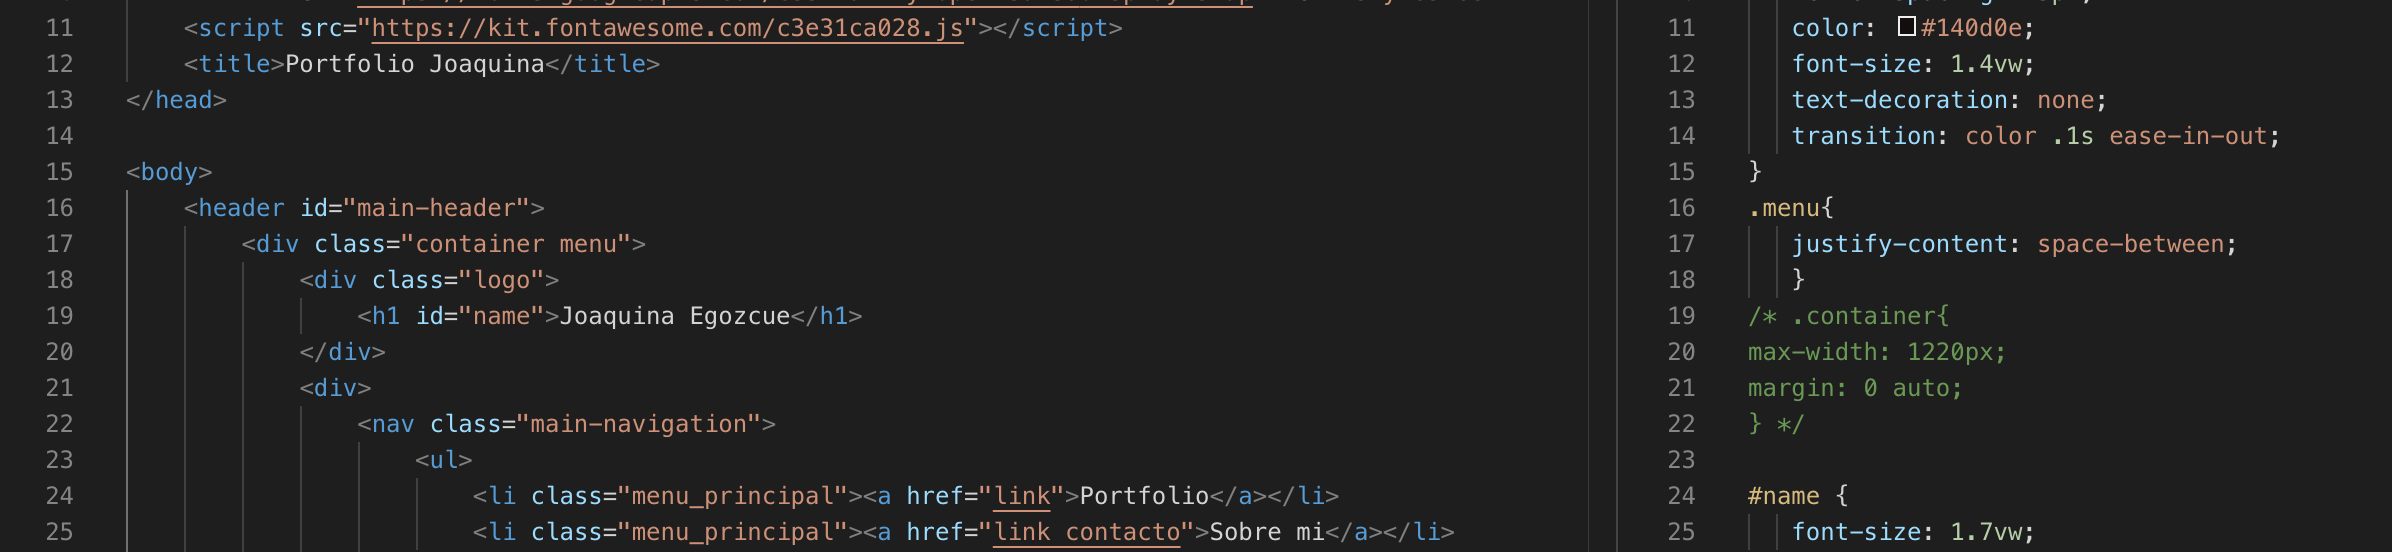 11 <script src="https://kit.fontawesome.com/c3e31ca028.js"></script>
12 <title>Portfolio Joaquina</title>
13 </head>
14
15 <body>
16 <header id="main-header">
17 <div class="container menu">
18 <div class="logo">
19 <h1 id="name">Joaquina Egozcue</h1>
20 </div>
21 <div>
22 <nav class="main-navigation">
23 <ul>
24 <li class="menu_principal"><a href="link">Portfolio</a></li>
25 <li class="menu_principal"><a href="link contacto">Sobre mi</a></li>
11 color: #140d0e;
12 font-size: 1.4vw;
13 text-decoration: none;
14 transition: color .1s ease-in-out;
15 }
16 .menu{
17 justify-content: space-between;
18 }
19 /* .container{
20 max-width: 1220px;
21 margin: 0 auto;
22 } */
23
24 #name {
25 font-size: 1.7vw;